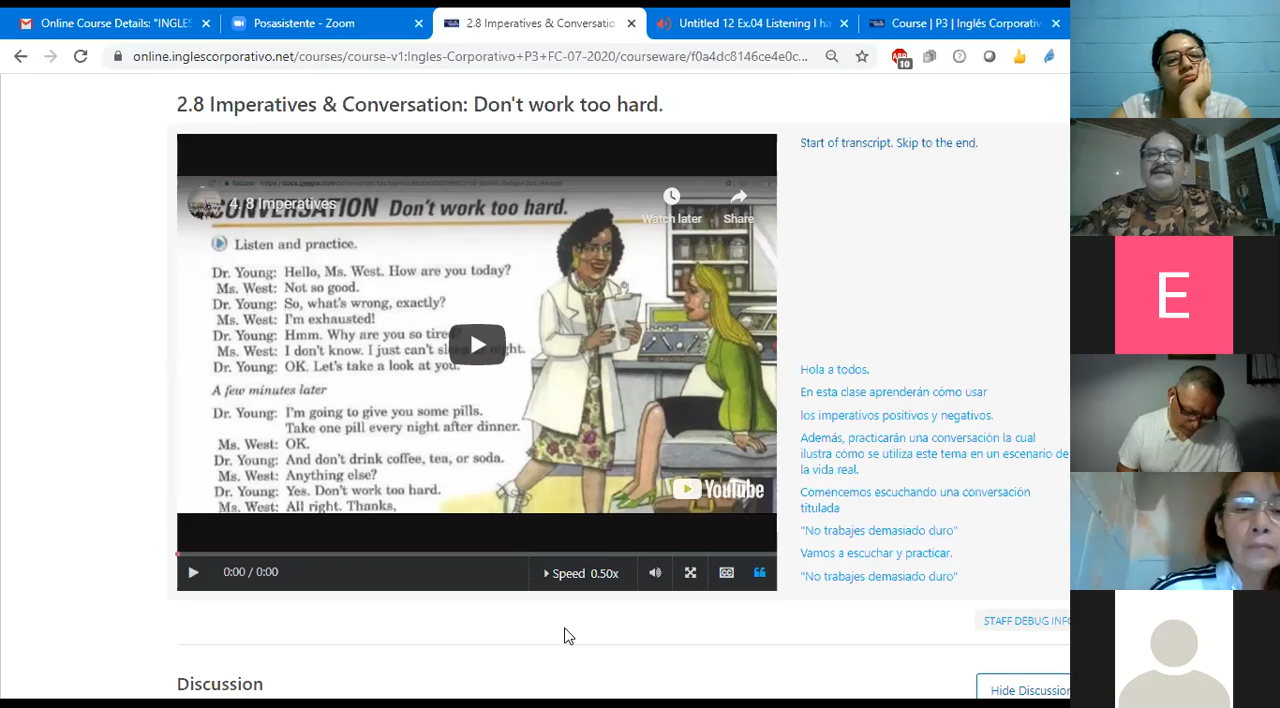 Online Course Details: "INGLES
Posasistente - Zoom
2.8 Imperatives & Conversatio
Untitled 12 Ex.04 Listening I ha
Course | P3 | Inglés Corporativ
online.inglescorporativo.net/courses/course-v1:Ingles-Corporativo+P3+FC-07-2020/courseware/f0a4dc8146ce4e0c...
10
2.8 Imperatives & Conversation: Don't work too hard.
Start of transcript. Skip to the end.
4. 8 Imperatives
Watch later
Share
CONVERSATION Don't work too hard.
Listen and practice.
Dr. Young: Hello, Ms. West. How are you today?
Ms. West: Not so good.
Dr. Young: So, what's wrong, exactly?
Ms. West: I'm exhausted!
Dr. Young: Hmm. Why are you so tired
Ms. West: I don't know. I just can't sleep at night.
Dr. Young: OK. Let's take a look at you.
A few minutes later
Dr. Young: I'm going to give you some pills.
Take one pill every night after dinner.
Ms. West: OK.
Dr. Young: And don't drink coffee, tea, or soda.
Ms. West: Anything else?
Dr. Young: Yes. Don't work too hard.
Ms. West: All right. Thanks,
YouTube
0:00 / 0:00
Speed 0.50x
CC
Hola a todos.
En esta clase aprenderán cómo usar
los imperativos positivos y negativos.
Además, practicarán una conversación la cual
ilustra cómo se utiliza este tema en un escenario de
la vida real.
Comencemos escuchando una conversación
titulada
"No trabajes demasiado duro"
Vamos a escuchar y practicar.
"No trabajes demasiado duro"
STAFF DEBUG INFO
Discussion
Hide Discussion
E